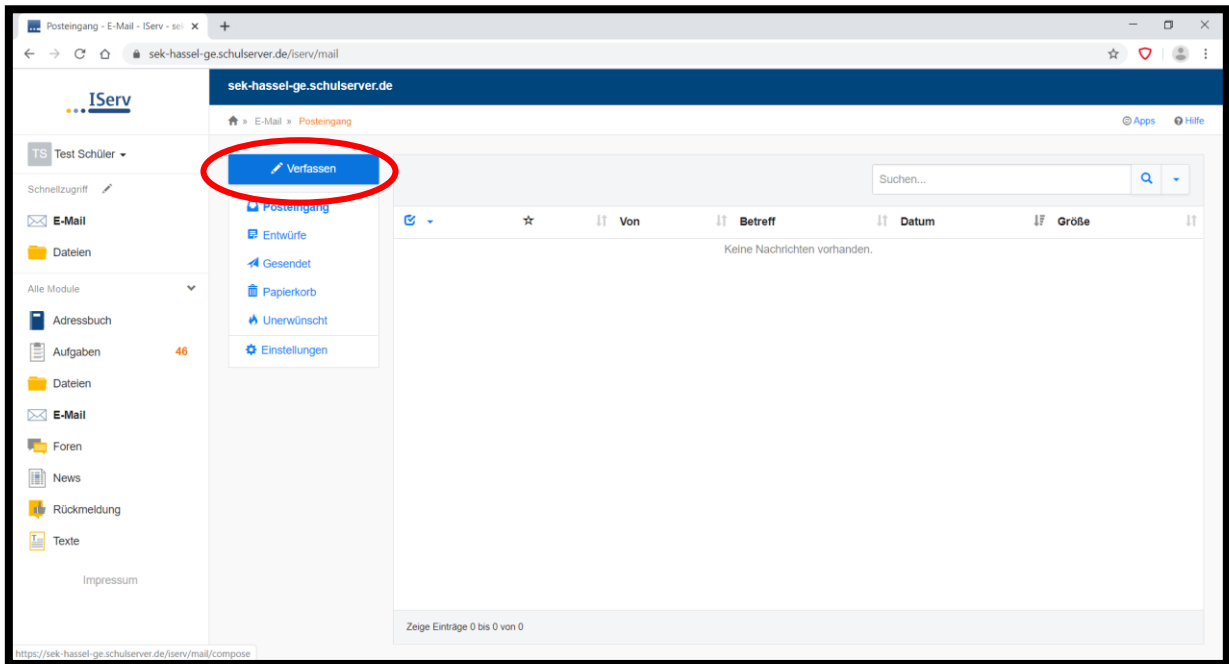 Posteingang - E-Mail - IServ - sek
sek-hassel-ge.schulserver.de/iserv/mail
IServ
sek-hassel-ge.schulserver.de
E-Mail » Posteingang
Apps Hilfe
TS Test Schüler
Schnellzugriff
E-Mail
Dateien
Alle Module
Adressbuch
Aufgaben 46
Dateien
E-Mail
Foren
News
Rückmeldung
Texte
Impressum
Verfassen
Posteingang
Entwürfe
Gesendet
Papierkorb
Unerwünscht
Einstellungen
Suchen...
Von Betreff Datum Größe
Keine Nachrichten vorhanden.
Zeige Einträge 0 bis 0 von 0
https://sek-hassel-ge.schulserver.de/iserv/mail/compose